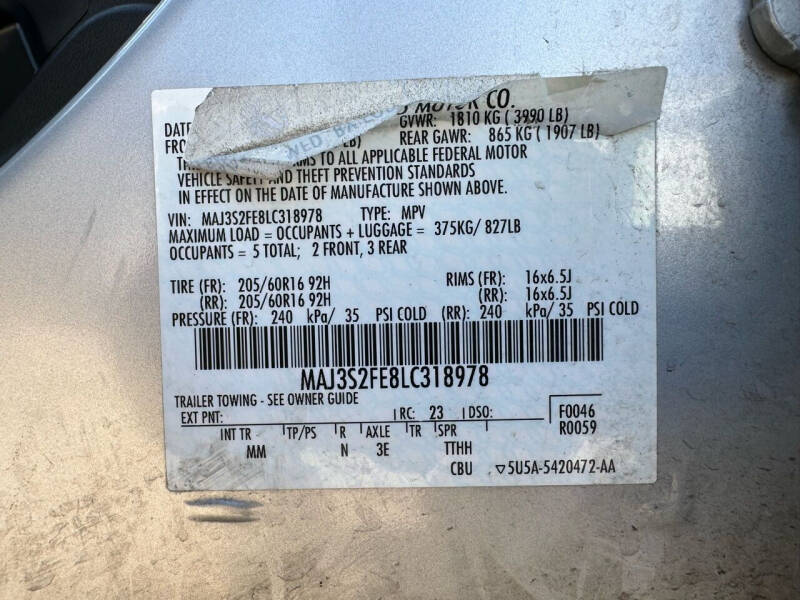 MOTOR CO.
DATE GVWR: 1810 KG ( 3990 LB)
LB) REAR GAWR: 865 KG ( 1907 LB)
TO ALL APPLICABLE FEDERAL MOTOR
VEHICLE SAFETY AND THEFT PREVENTION STANDARDS
IN EFFECT ON THE DATE OF MANUFACTURE SHOWN ABOVE.
VIN: MAJ3S2FE8LC318978 TYPE: MPV
MAXIMUM LOAD = OCCUPANTS + LUGGAGE = 375KG/ 827LB
OCCUPANTS = 5 TOTAL; 2 FRONT, 3 REAR
TIRE (FR): 205/60R16 92H RIMS (FR): 16x6.5J
(RR): 205/60R16 92H (RR): 16x6.5J
PRESSURE (FR): 240 kPa/ 35 PSI COLD (RR): 240 kPa/ 35 PSI COLD
MAJ3S2FE8LC318978
TRAILER TOWING - SEE OWNER GUIDE
EXT PNT: RC: 23 DSO: F0046
R0059
INT TR TP/PS R AXLE TR SPR
MM N 3E TTHH
CBU ▽5U5A-5420472-AA